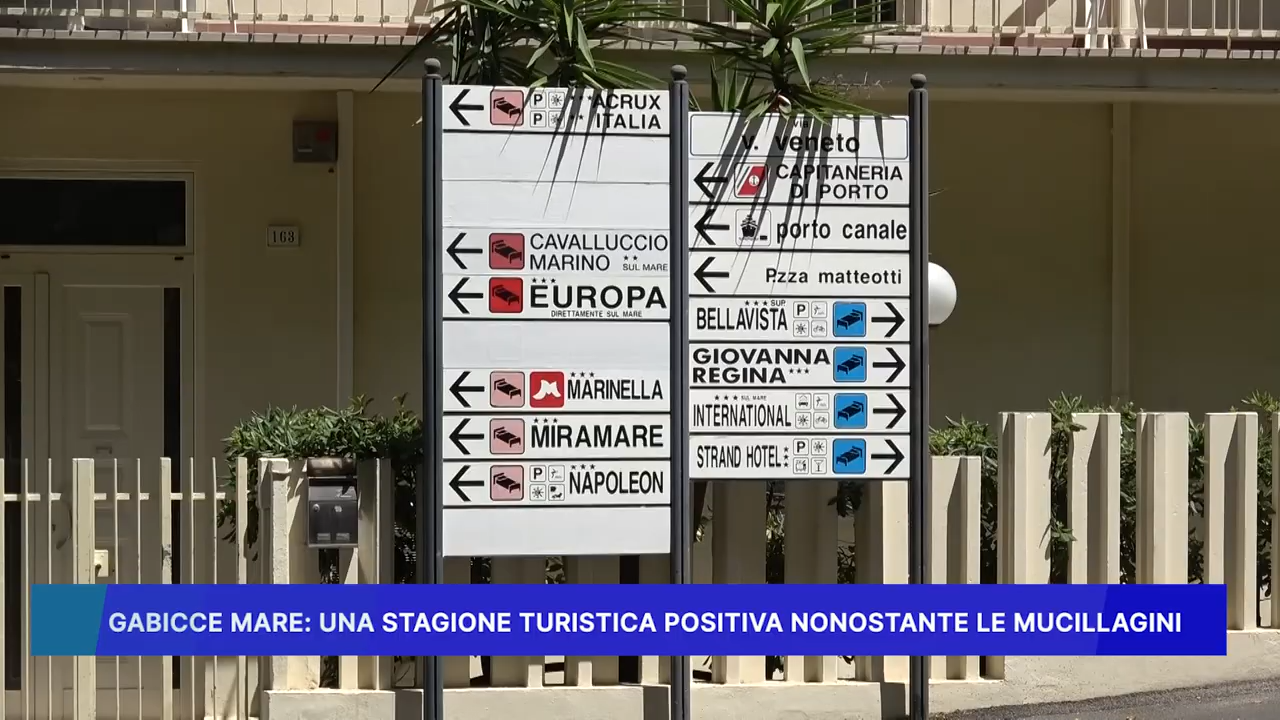 P ***ACRUX
P ** ITALIA
CAVALLUCCIO
MARINO ** SUL MARE
***
EUROPA
DIRETTAMENTE SUL MARE
***
MARINELLA
***
MIRAMARE
***
P NAPOLEON
via
v. veneto
CAPITANERIA
DI PORTO
porto canale
P.zza matteotti
*** SUP
BELLAVISTA P
GIOVANNA
REGINA***
*** SUL MARE
INTERNATIONAL
STRAND HOTEL P
163
GABICCE MARE: UNA STAGIONE TURISTICA POSITIVA NONOSTANTE LE MUCILLAGINI